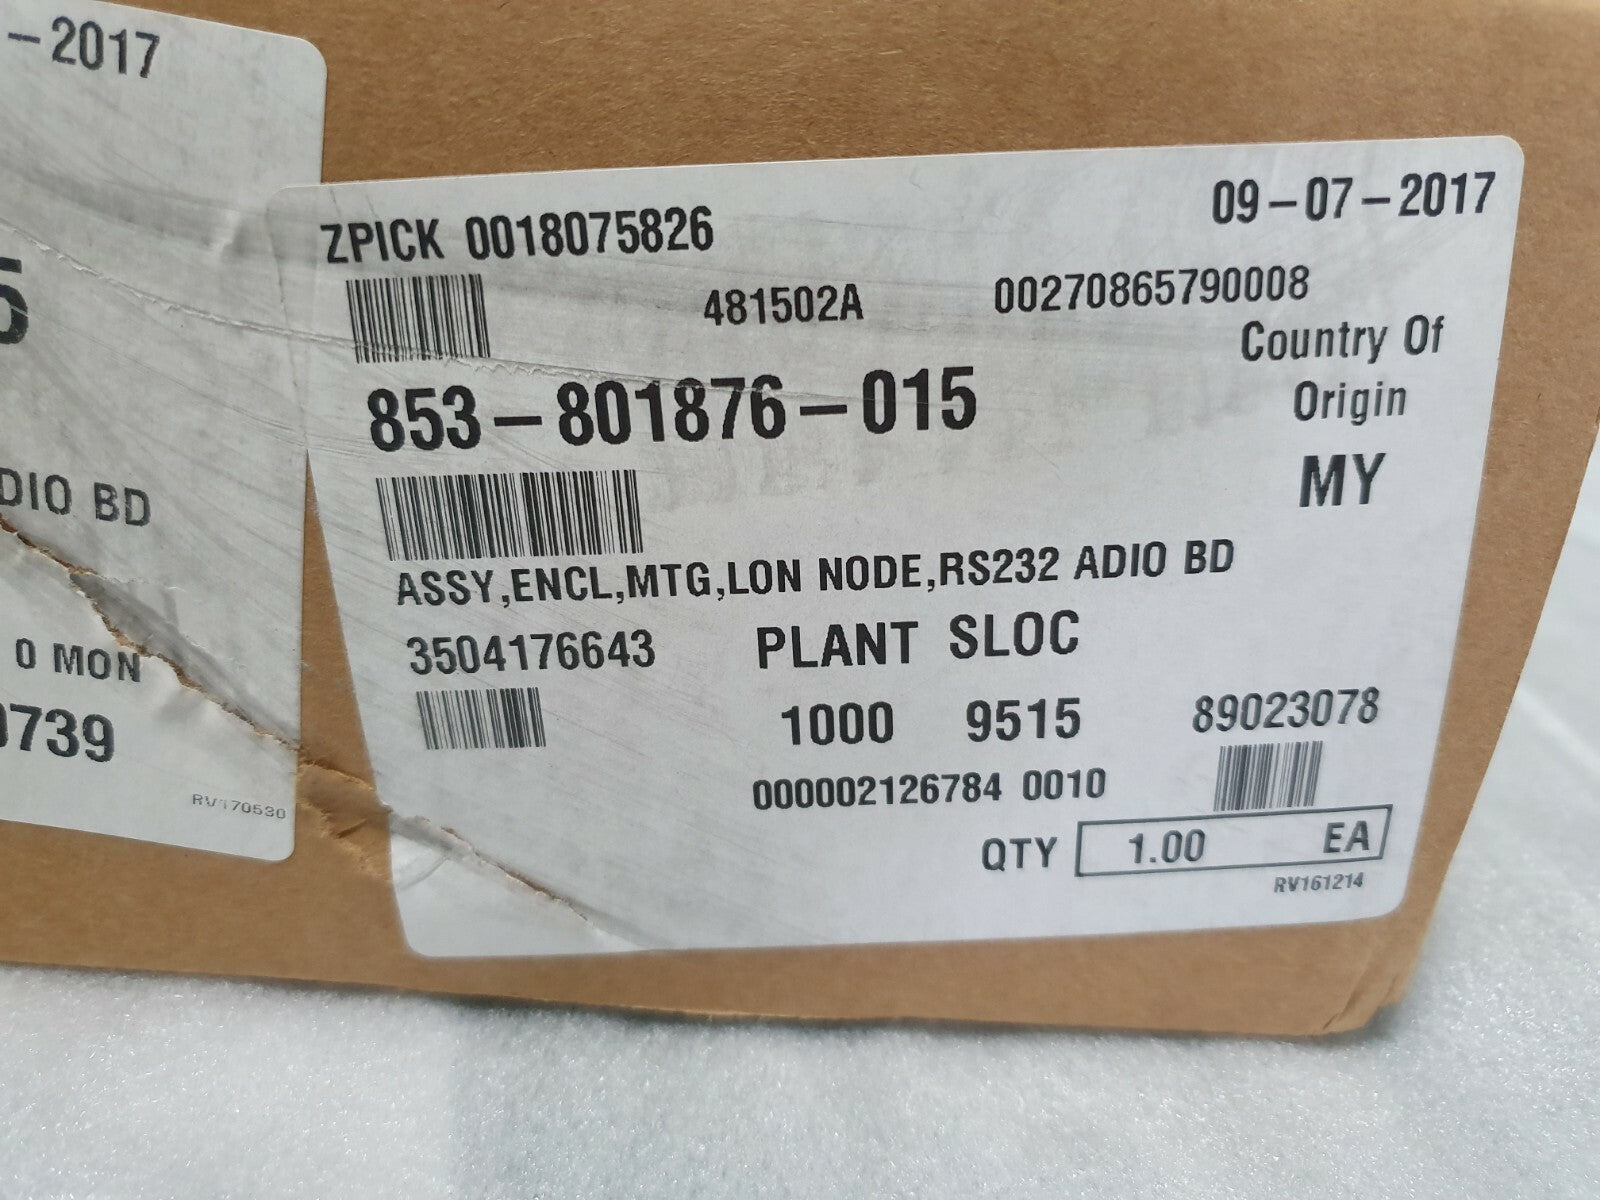 -2017
5
DIO BD
0 MON
739
RV170530
ZPICK 0018075826
09-07-2017
481502A
00270865790008
Country Of
Origin
MY
853-801876-015
ASSY,ENCL,MTG,LON NODE,RS232 ADIO BD
3504176643
PLANT SLOC
1000 9515
89023078
000002126784 0010
QTY 1.00 EA
RV161214